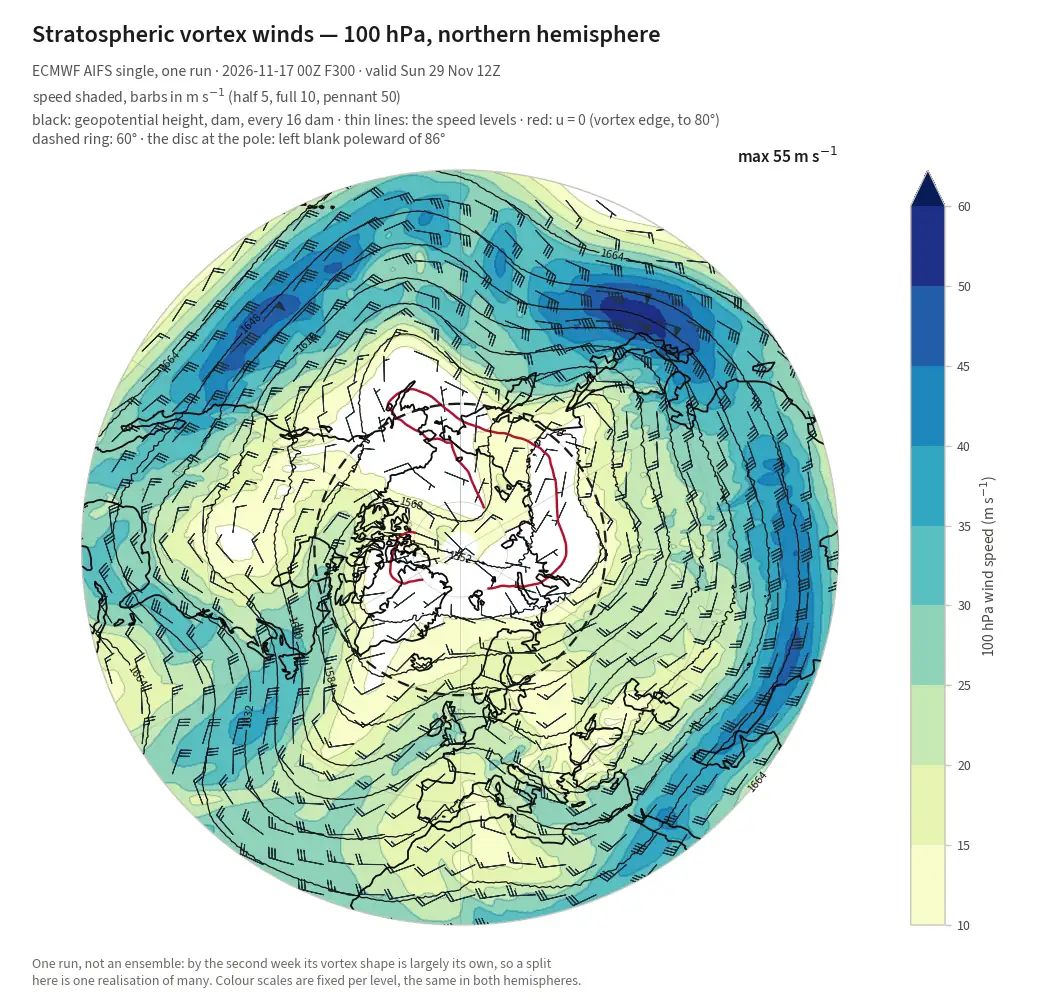 Stratospheric vortex winds — 100 hPa, northern hemisphere
ECMWF AIFS single, one run · 2026-11-17 00Z F300 · valid Sun 29 Nov 12Z
speed shaded, barbs in m s⁻¹ (half 5, full 10, pennant 50)
black: geopotential height, dam, every 16 dam · thin lines: the speed levels · red: u = 0 (vortex edge, to 80°)
dashed ring: 60° · the disc at the pole: left blank poleward of 86°
max 55 m s⁻¹
60
50
45
40
35
30
25
20
15
10
100 hPa wind speed (m s⁻¹)
1664
1648
1664
1568
1664
1632
1584
1664
One run, not an ensemble: by the second week its vortex shape is largely its own, so a split
here is one realisation of many. Colour scales are fixed per level, the same in both hemispheres.